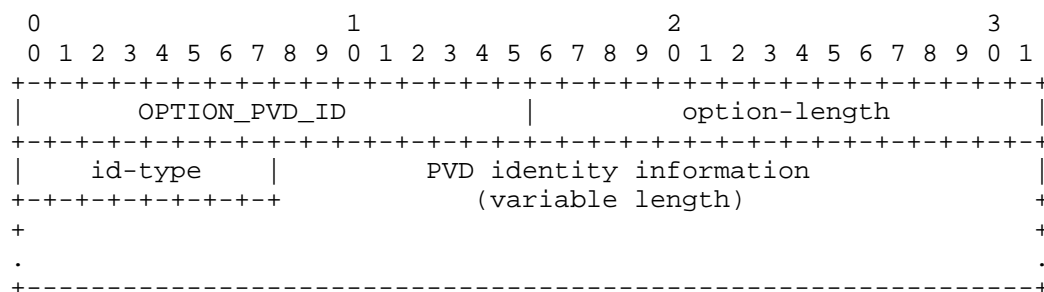 0                   1                   2                   3
 0 1 2 3 4 5 6 7 8 9 0 1 2 3 4 5 6 7 8 9 0 1 2 3 4 5 6 7 8 9 0 1
+-+-+-+-+-+-+-+-+-+-+-+-+-+-+-+-+-+-+-+-+-+-+-+-+-+-+-+-+-+-+-+-+
|       OPTION_PVD_ID           |         option-length         |
+-+-+-+-+-+-+-+-+-+-+-+-+-+-+-+-+-+-+-+-+-+-+-+-+-+-+-+-+-+-+-+-+
|    id-type    |         PVD identity information              |
+-+-+-+-+-+-+-+-+            (variable length)                  +
+                                                               +
.                                                               .
+---------------------------------------------------------------+